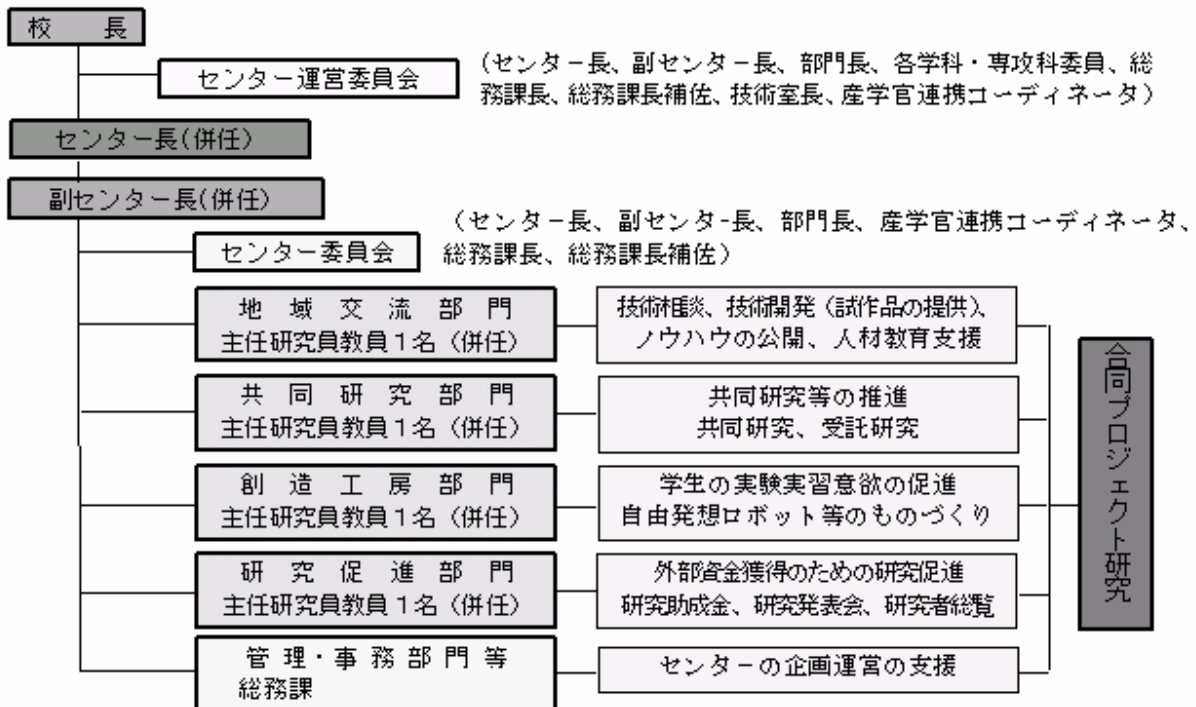 校　　長
センター運営委員会
（センター長、副センター長、部門長、各学科・専攻科委員、総
務課長、総務課長補佐、技術室長、産学官連携コーディネータ）
センター長(併任)
副センター長(併任)
センター委員会
（センター長、副センター長、部門長、産学官連携コーディネータ、
総務課長、総務課長補佐）
地　域　交　流　部　門
主任研究員教員１名（併任）
技術相談、技術開発（試作品の提供）、
ノウハウの公開、人材教育支援
共　同　研　究　部　門
主任研究員教員１名（併任）
共同研究等の推進
共同研究、受託研究
創　造　工　房　部　門
主任研究員教員１名（併任）
学生の実験実習意欲の促進
自由発想ロボット等のものづくり
研　究　促　進　部　門
主任研究員教員１名（併任）
外部資金獲得のための研究促進
研究助成金、研究発表会、研究者総覧
管　理・事　務　部　門　等
総務課
センターの企画運営の支援
合同プロジェクト研究